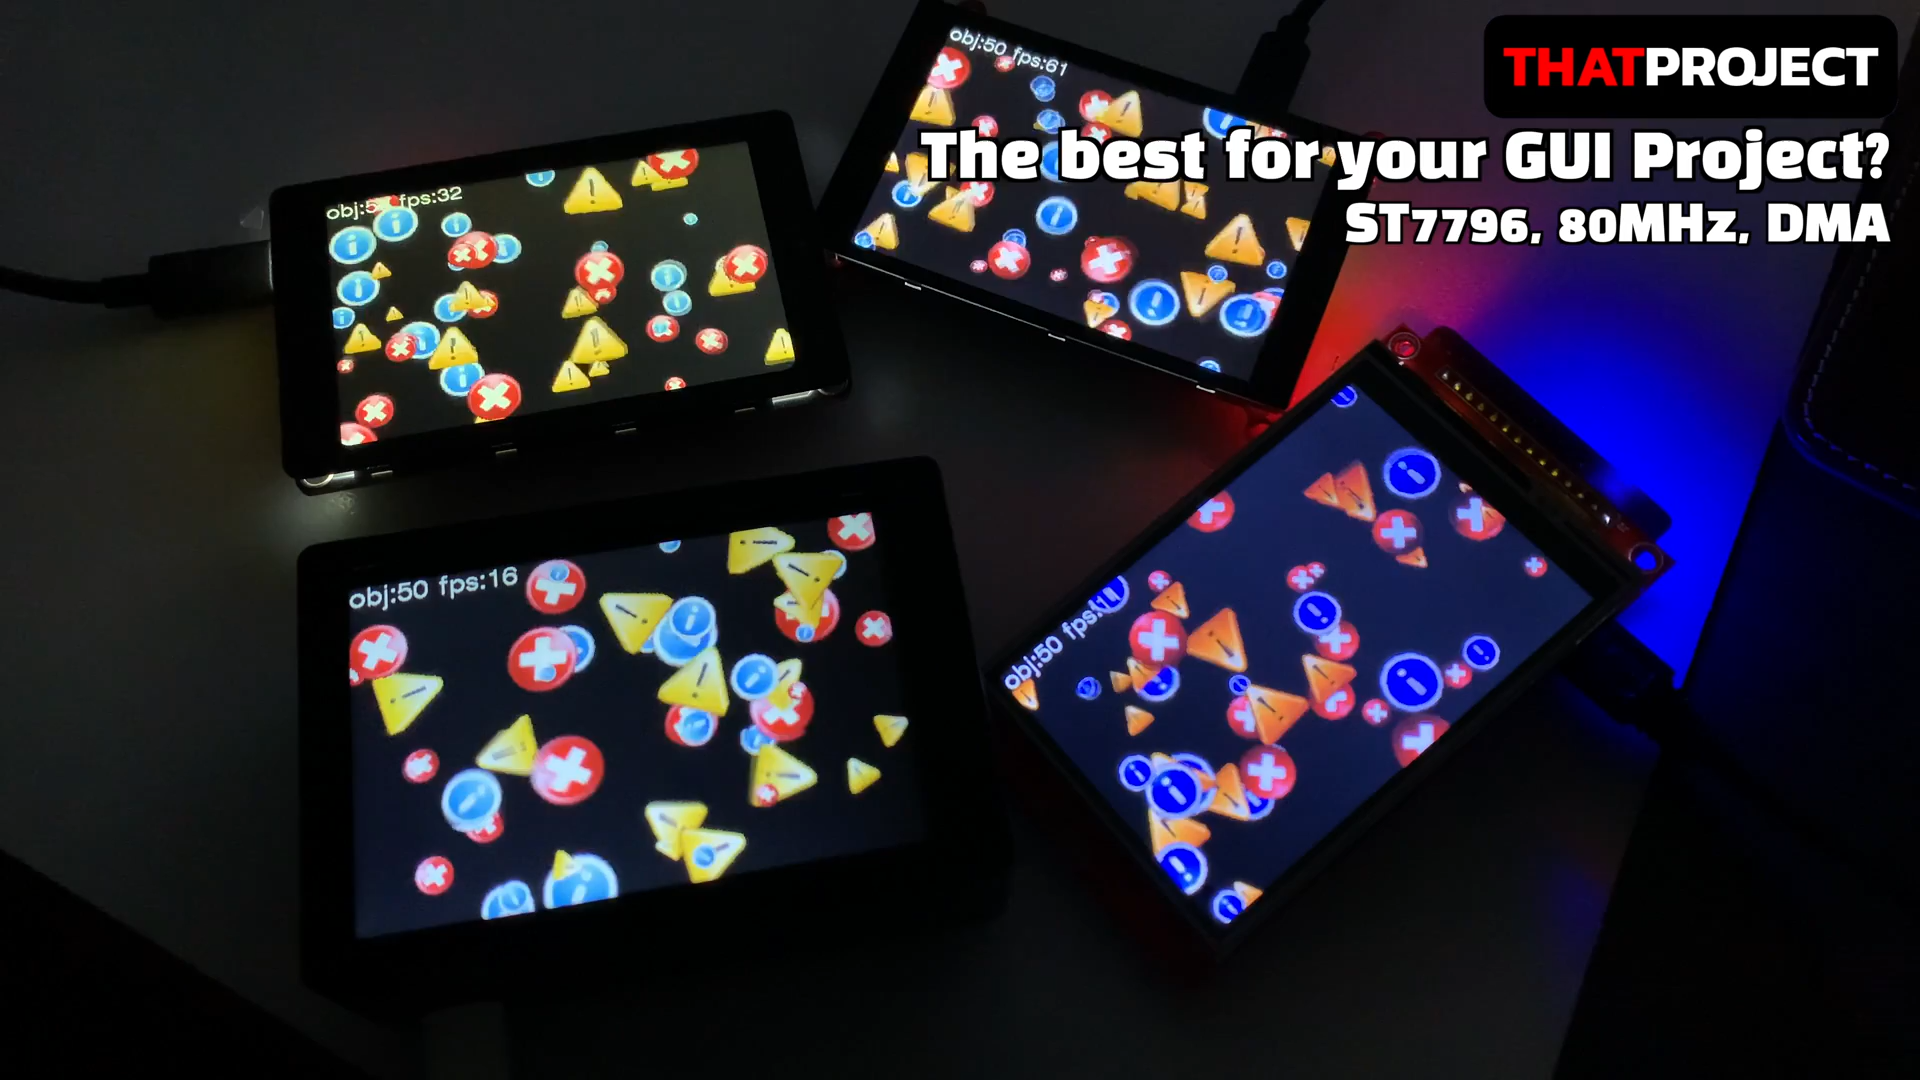 THATPROJECT
The best for your GUI Project?
ST7796, 80MHz, DMA
obj:50 fps:61
fps:32
obj:50 fps:16
obj:50